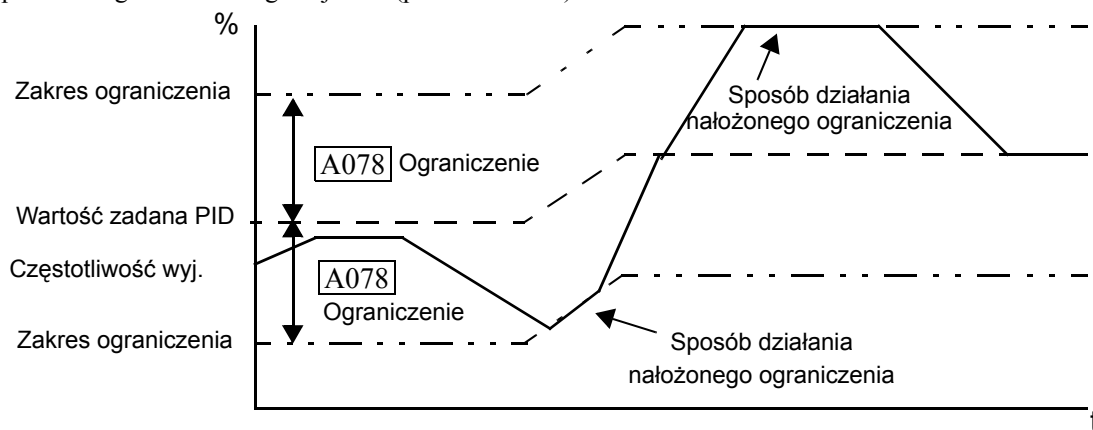 %
Zakres ograniczenia
Sposób działania
nałożonego ograniczenia
A078 Ograniczenie
Wartość zadana PID
Częstotliwość wyj.
A078
Ograniczenie
Zakres ograniczenia
Sposób działania
nałożonego ograniczenia
t